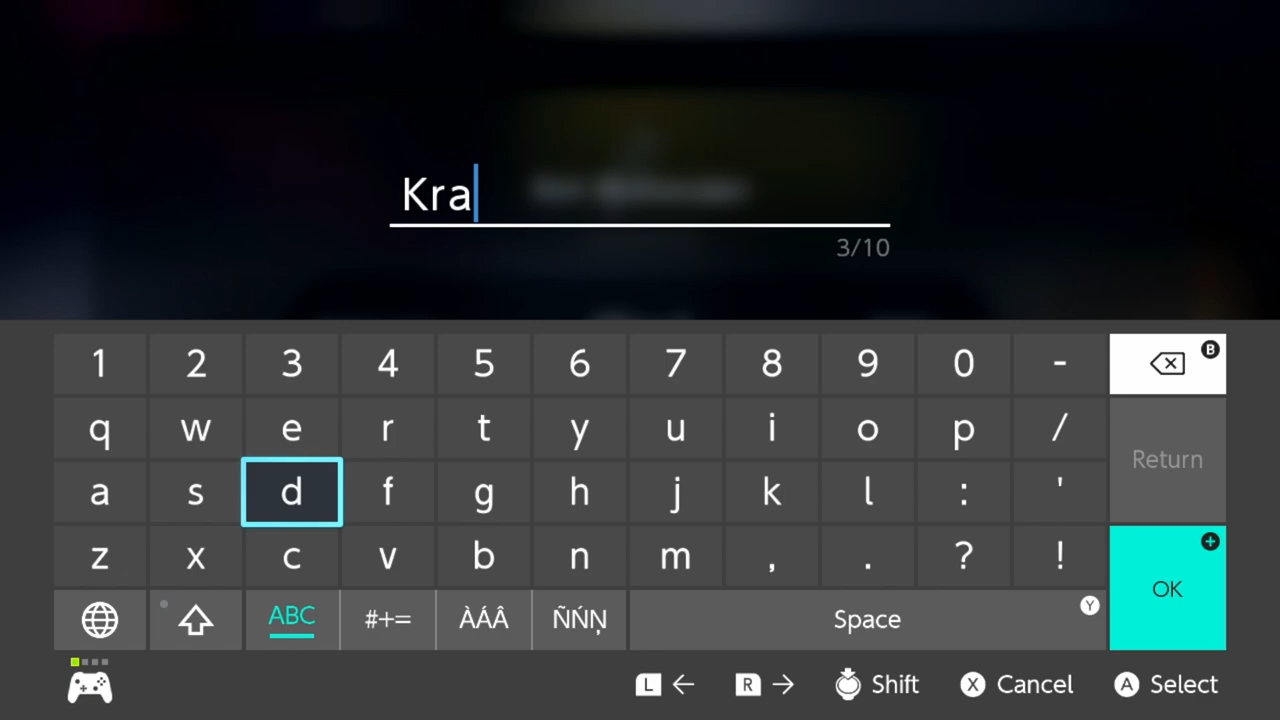 Kra
3/10
1 2 3 4 5 6 7 8 9 0 - B
q w e r t y u i o p / Return
a s d f g h j k l : '
z x c v b n m , . ? ! OK +
ABC #+= ÀÁÂ ÑŃŅ Space Y
L ← R → Shift X Cancel A Select